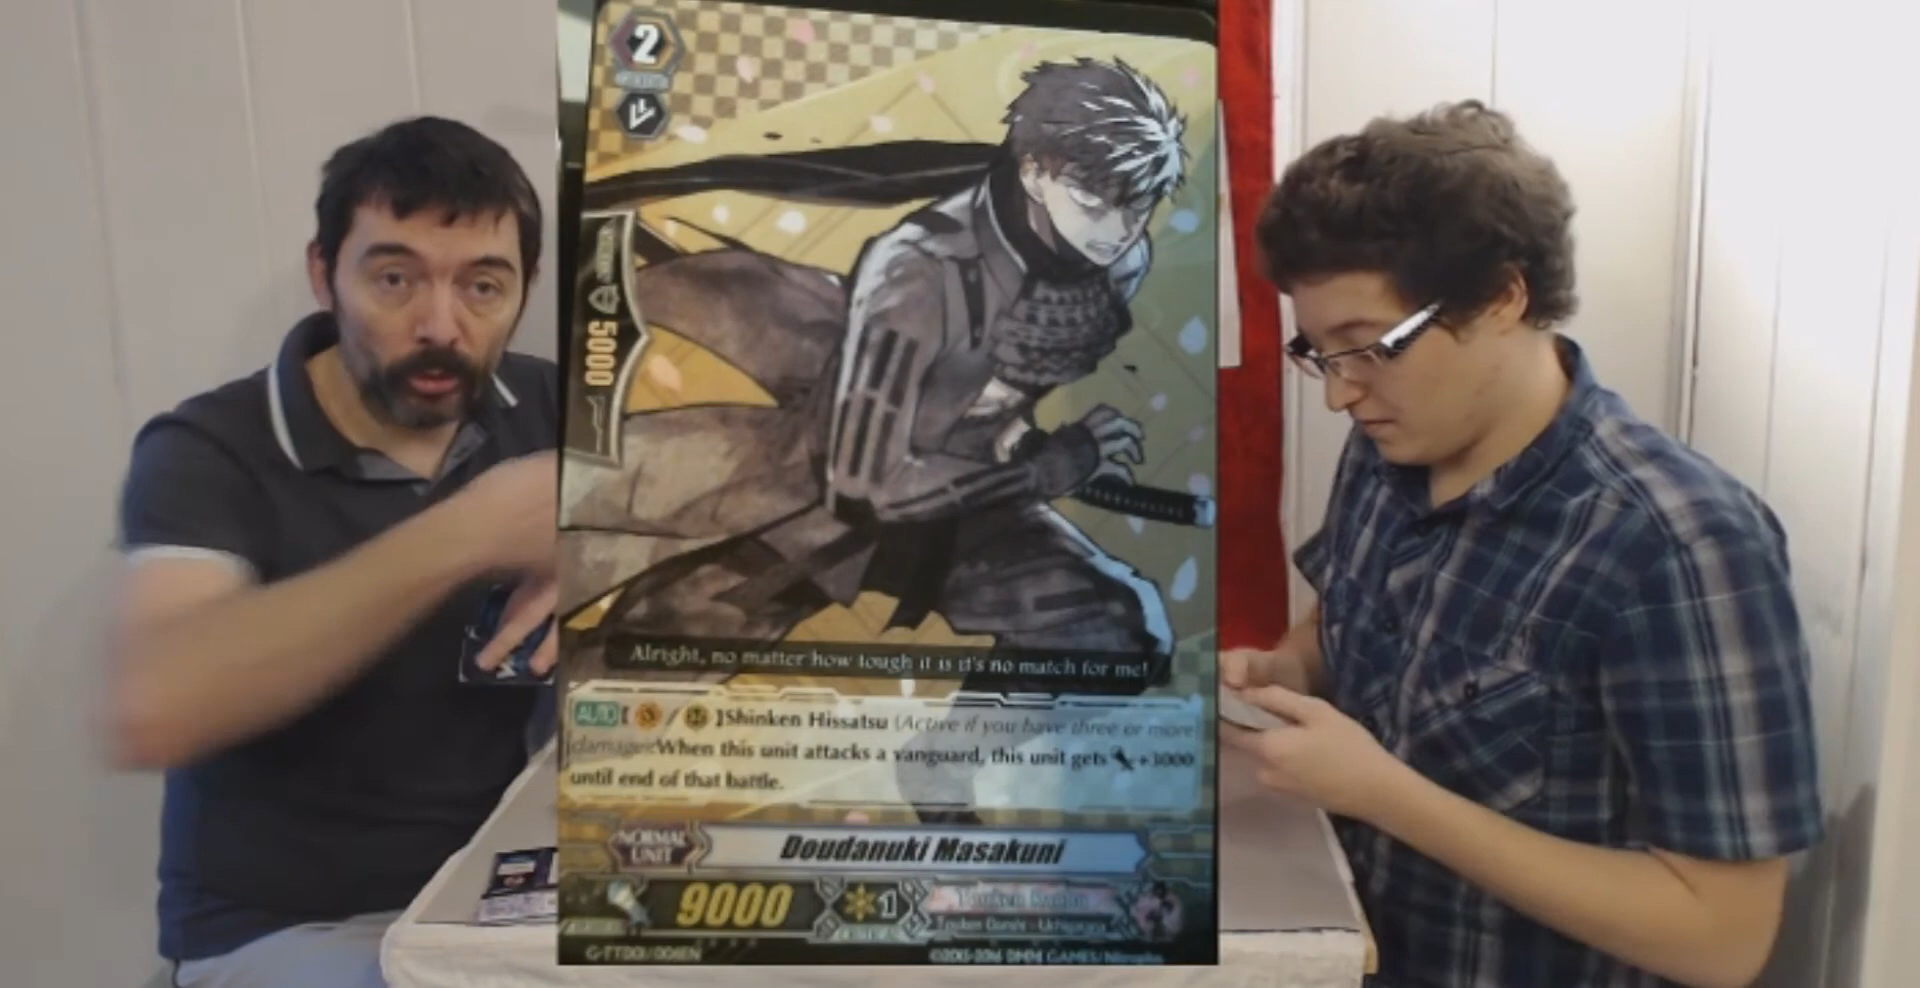 2
5000
Alright, no matter how tough it is it's no match for me!
AUTO [ / ]Shinken Hissatsu (Active if you have three or more
damage)When this unit attacks a vanguard, this unit gets +3000
until end of that battle.
NORMAL
UNIT
Doudanuki Masakuni
9000
1
Touken Ranbu